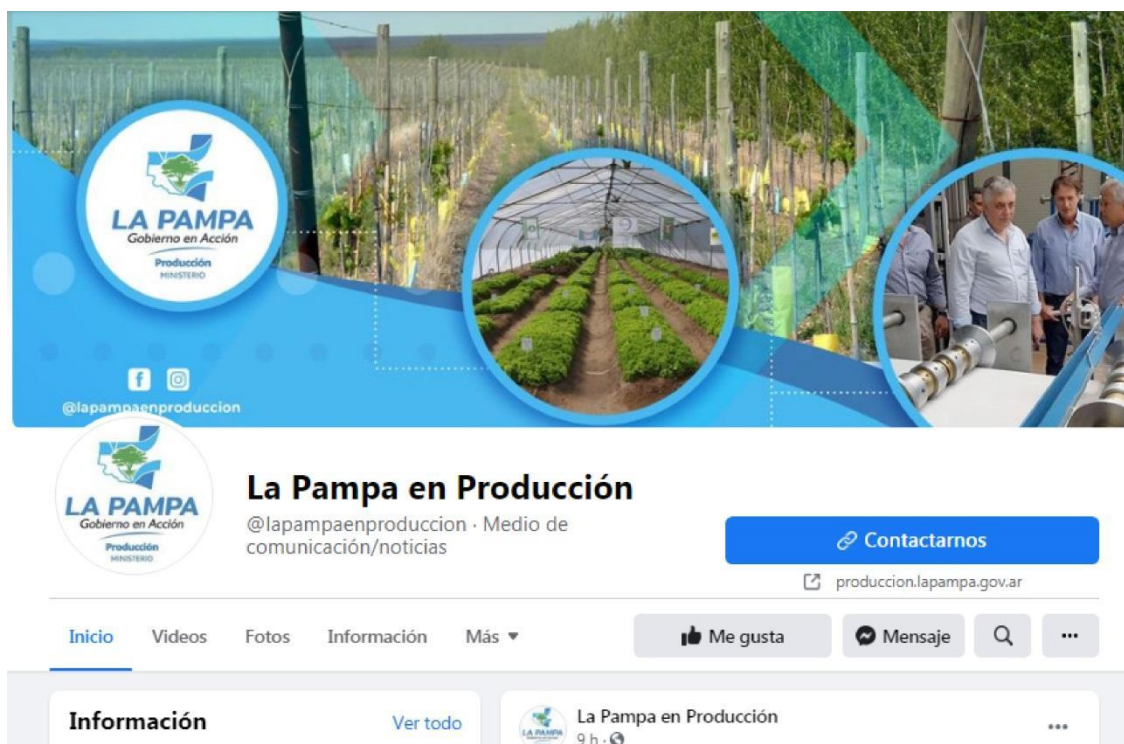 LA PAMPA
Gobierno en Acción
Producción
MINISTERIO
@lapampaenproduccion
LA PAMPA
Gobierno en Acción
Producción
MINISTERIO
La Pampa en Producción
@lapampaenproduccion · Medio de
comunicación/noticias
Contactarnos
produccion.lapampa.gov.ar
Inicio Videos Fotos Información Más
Me gusta Mensaje
Información Ver todo
La Pampa en Producción
LA PAMPA
9 h ·